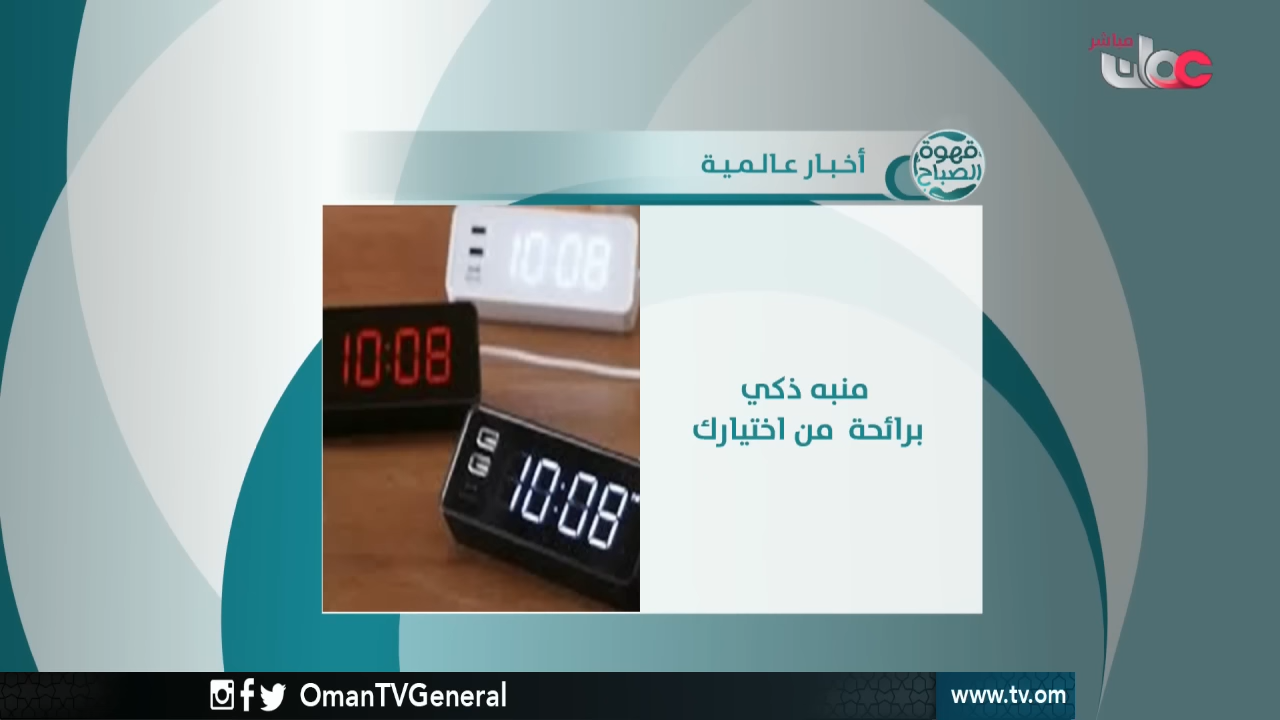 مباشر
عمان
قهوة
الصباح
أخبار عالمية
10:08
10:08
10:08
منبه ذكي
برائحة من اختيارك
OmanTVGeneral
www.tv.om